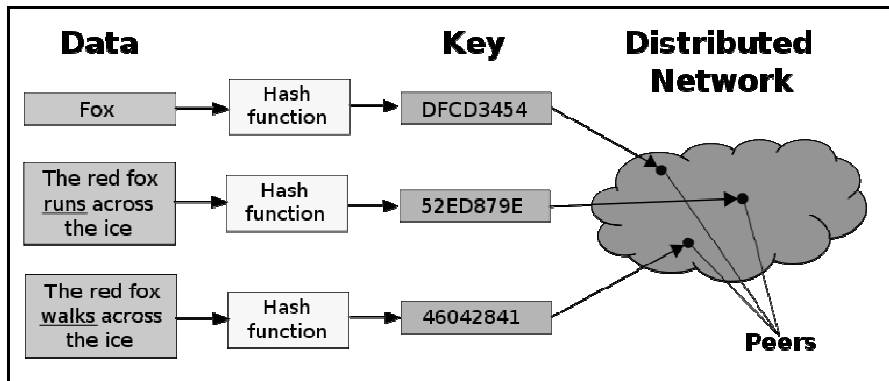 Data
Key
Distributed
Network
Fox
Hash
function
DFCD3454
The red fox
runs across
the ice
Hash
function
52ED879E
The red fox
walks across
the ice
Hash
function
46042841
Peers